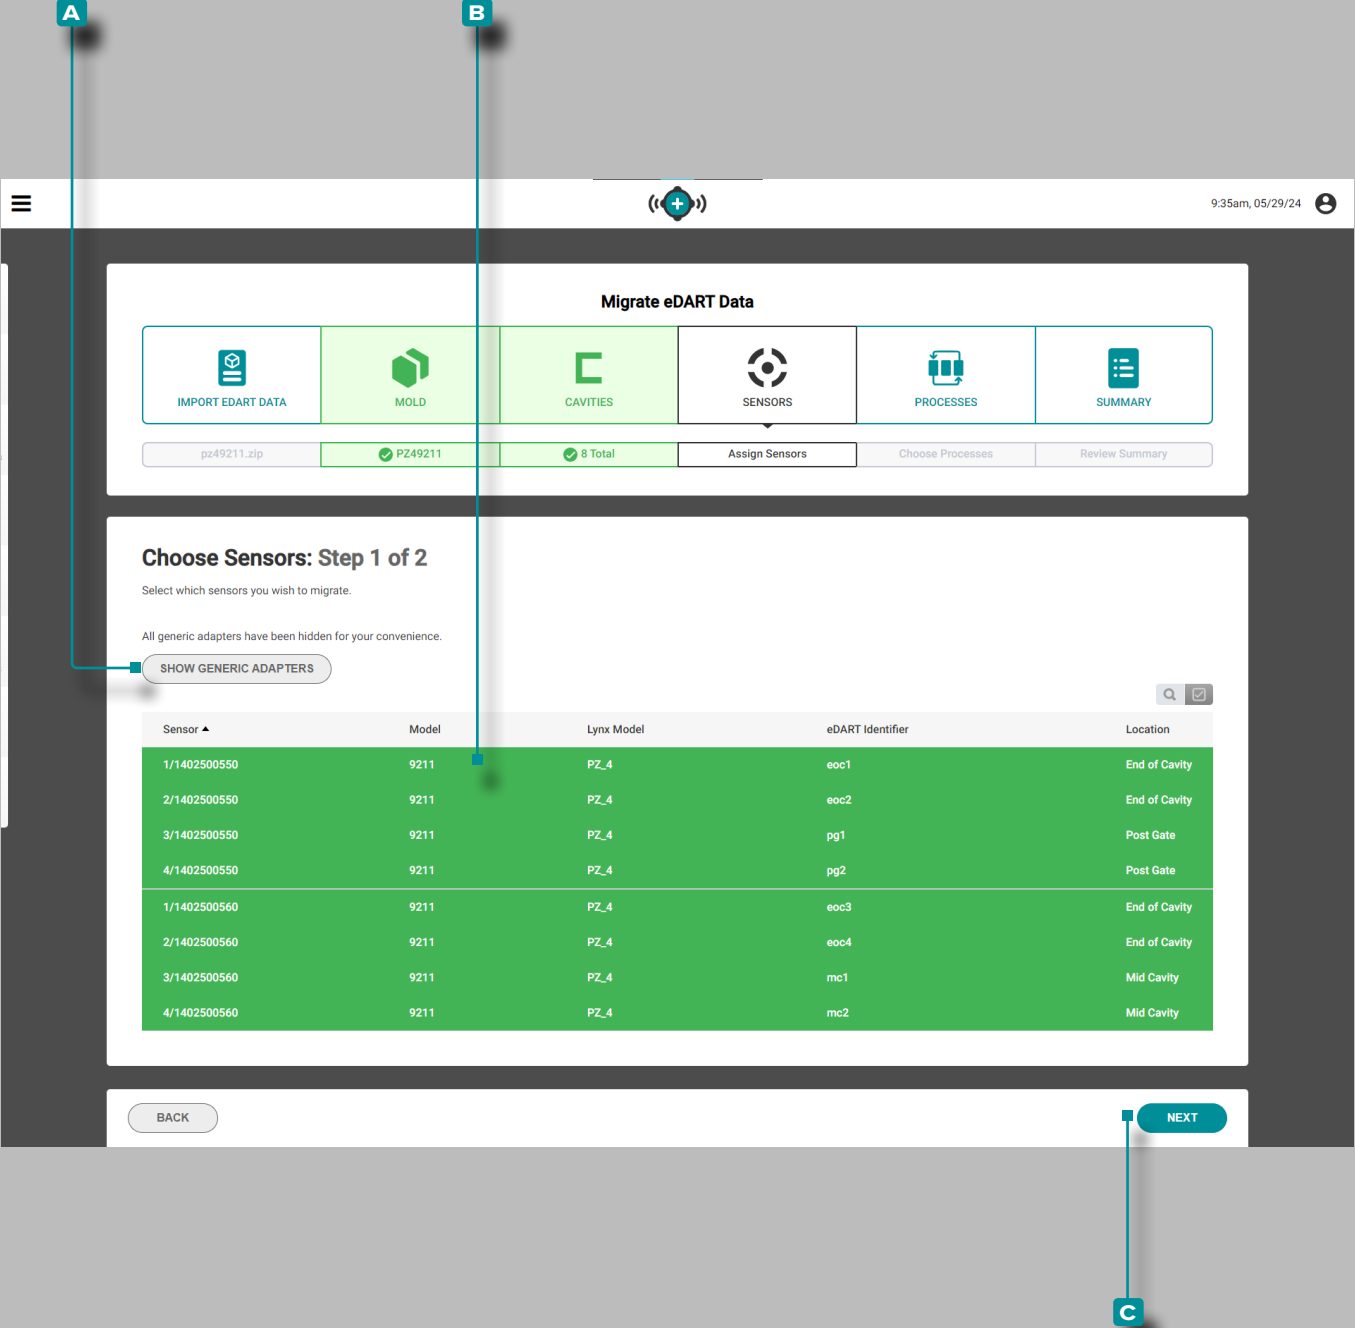 A B
9:35am, 05/29/24
Migrate eDART Data
IMPORT EDART DATA MOLD CAVITIES SENSORS PROCESSES SUMMARY
pz49211.zip PZ49211 8 Total Assign Sensors Choose Processes Review Summary
Choose Sensors: Step 1 of 2
Select which sensors you wish to migrate.
All generic adapters have been hidden for your convenience.
SHOW GENERIC ADAPTERS
Sensor Model Lynx Model eDART Identifier Location
1/1402500550 9211 PZ_4 eoc1 End of Cavity
2/1402500550 9211 PZ_4 eoc2 End of Cavity
3/1402500550 9211 PZ_4 pg1 Post Gate
4/1402500550 9211 PZ_4 pg2 Post Gate
1/1402500560 9211 PZ_4 eoc3 End of Cavity
2/1402500560 9211 PZ_4 eoc4 End of Cavity
3/1402500560 9211 PZ_4 mc1 Mid Cavity
4/1402500560 9211 PZ_4 mc2 Mid Cavity
BACK NEXT
C